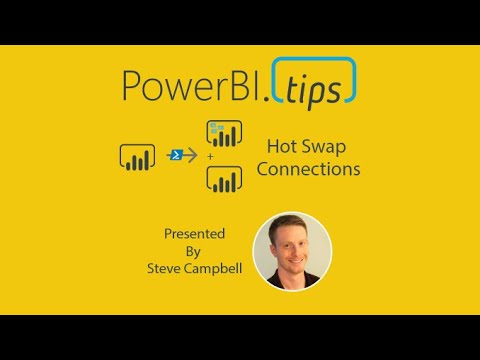 PowerBI.tips
Hot Swap
Connections
+
Presented
By
Steve Campbell